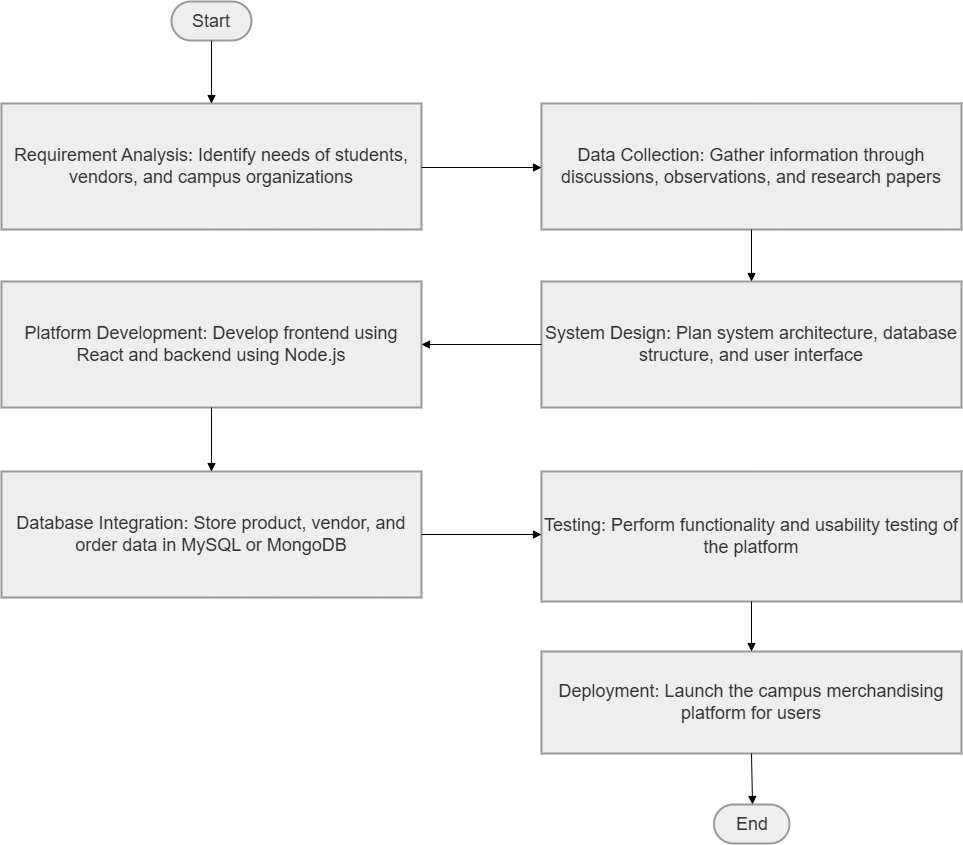 Start
Requirement Analysis: Identify needs of students,
vendors, and campus organizations
Data Collection: Gather information through
discussions, observations, and research papers
System Design: Plan system architecture, database
structure, and user interface
Platform Development: Develop frontend using
React and backend using Node.js
Database Integration: Store product, vendor, and
order data in MySQL or MongoDB
Testing: Perform functionality and usability testing of
the platform
Deployment: Launch the campus merchandising
platform for users
End